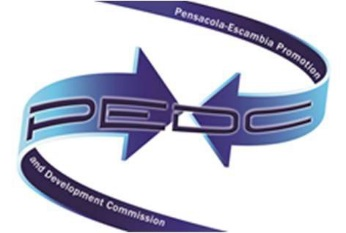 Pensacola-Escambia Promotion
PEDC
and Development Commission